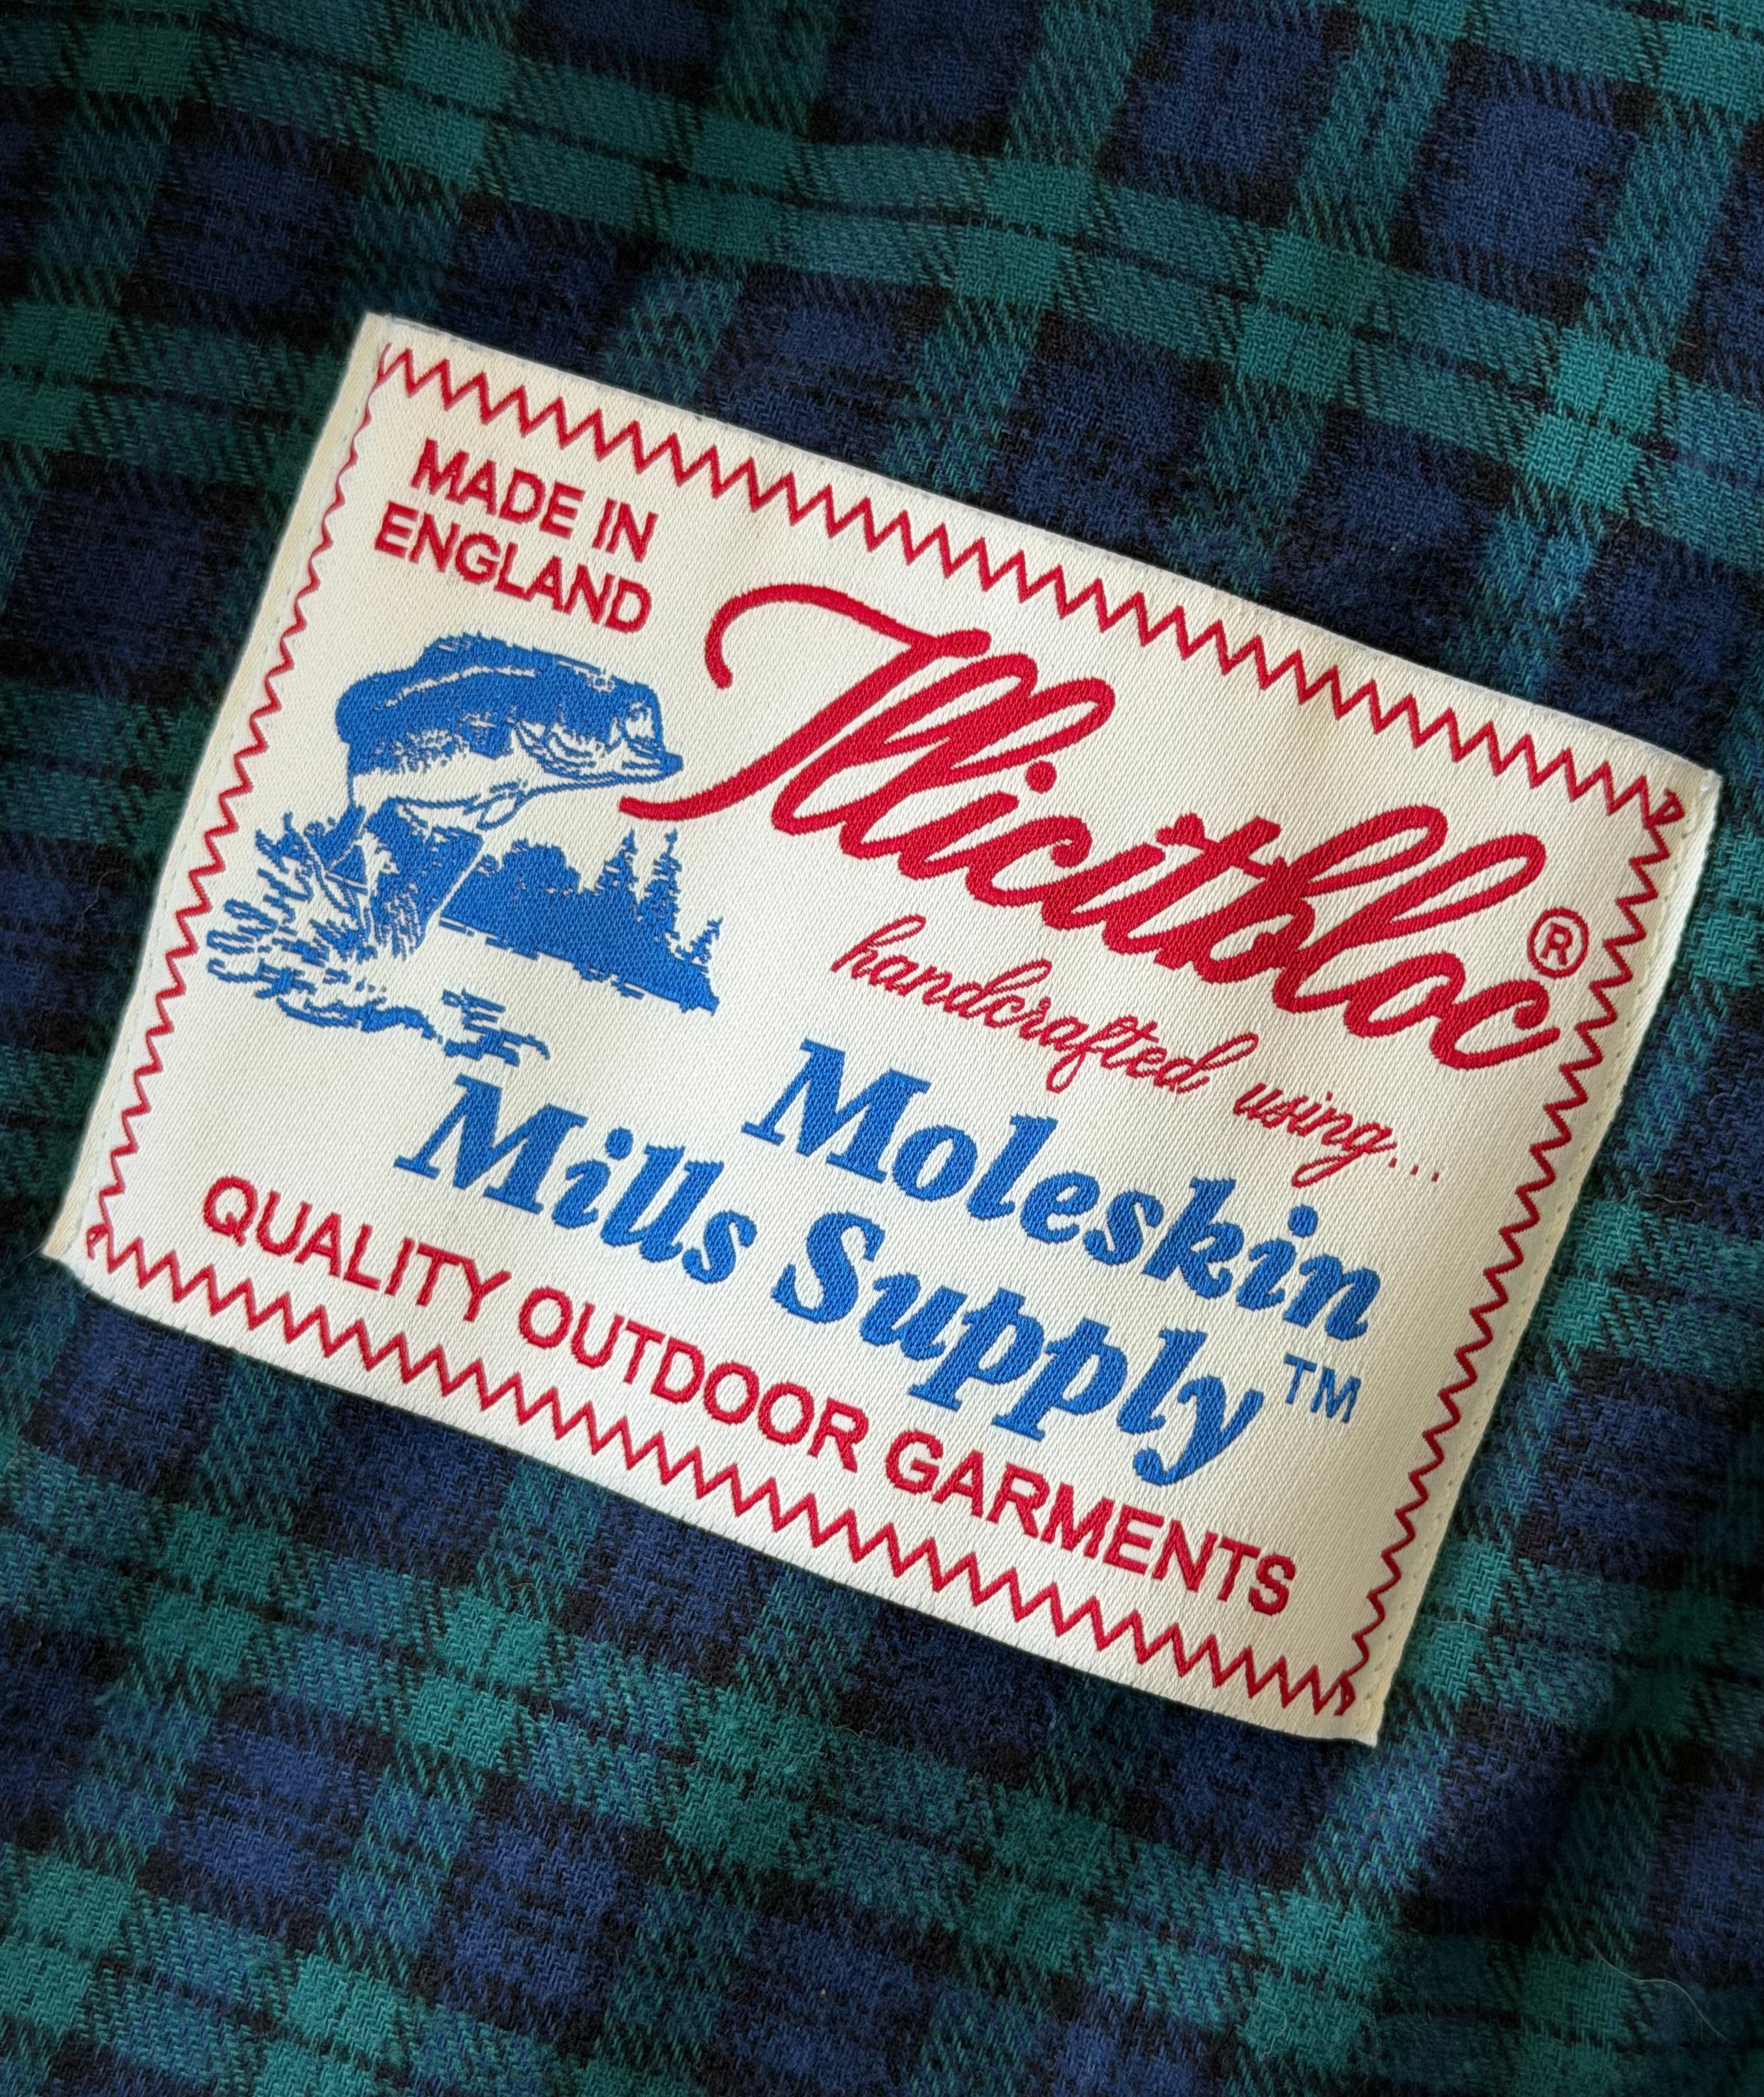 MADE IN
ENGLAND
Illicitbloc®
handcrafted using...
Moleskin
Mills Supply™
QUALITY OUTDOOR GARMENTS